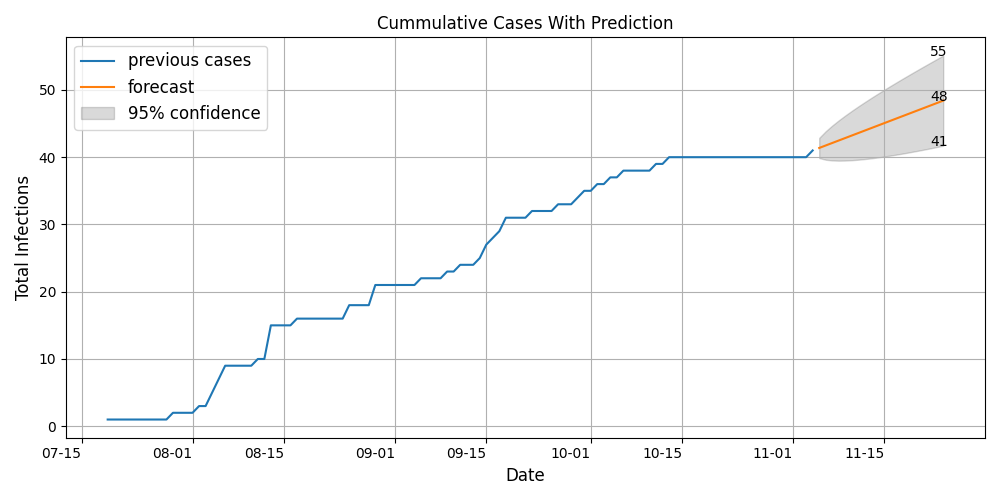 Cummulative Cases With Prediction
previous cases
forecast
95% confidence
55
48
41
Total Infections
50
40
30
20
10
0
07-15 08-01 08-15 09-01 09-15 10-01 10-15 11-01 11-15
Date